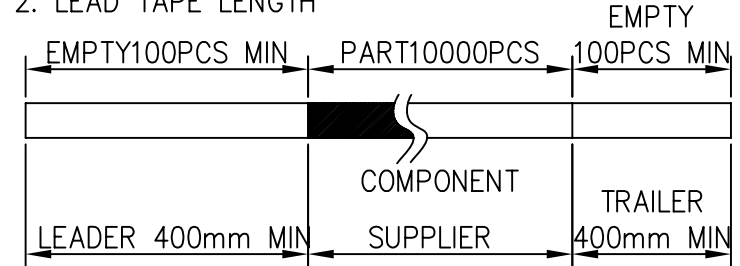 2. LEAD TAPE LENGTH
EMPTY
EMPTY100PCS MIN
PART10000PCS
100PCS MIN
COMPONENT
TRAILER
LEADER 400mm MIN
SUPPLIER
400mm MIN